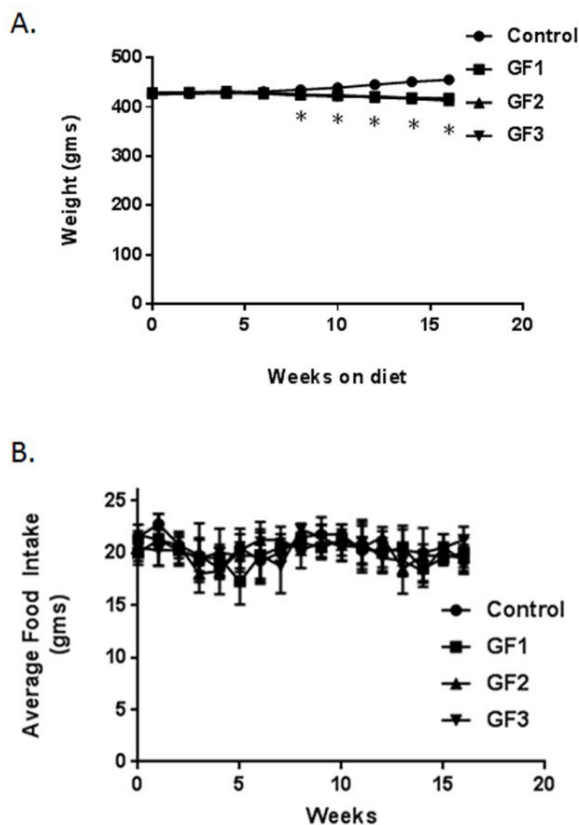 A.
Weight (gms)
500
400
300
200
100
0
* * * * *
0 5 10 15 20
Weeks on diet
Control
GF1
GF2
GF3
B.
Average Food Intake
(gms)
25
20
15
10
5
0
0 5 10 15 20
Weeks
Control
GF1
GF2
GF3